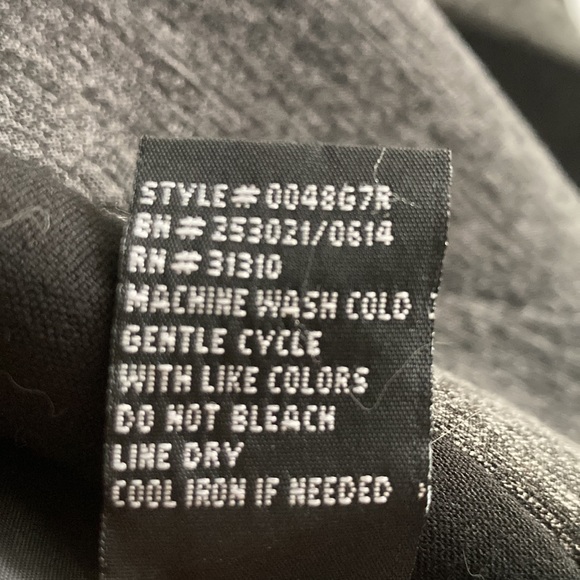 STYLE# 0048G7R
BN # 253021/0614
RN # 31310
MACHINE WASH COLD
GENTLE CYCLE
WITH LIKE COLORS
DO NOT BLEACH
LINE DRY
COOL IRON IF NEEDED